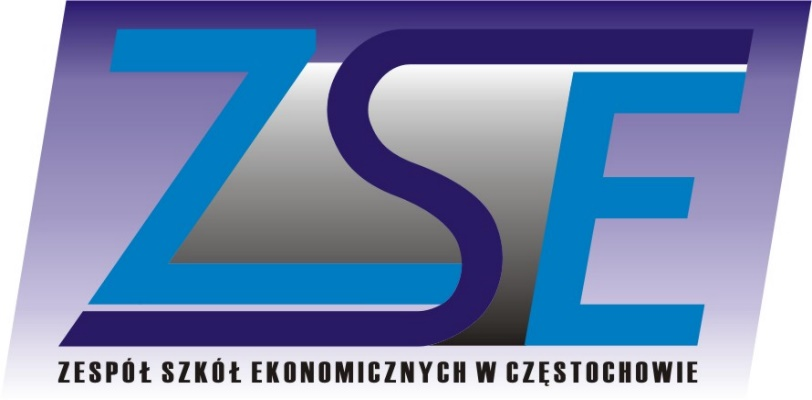 ZSE
ZESPÓŁ SZKÓŁ EKONOMICZNYCH W CZĘSTOCHOWIE